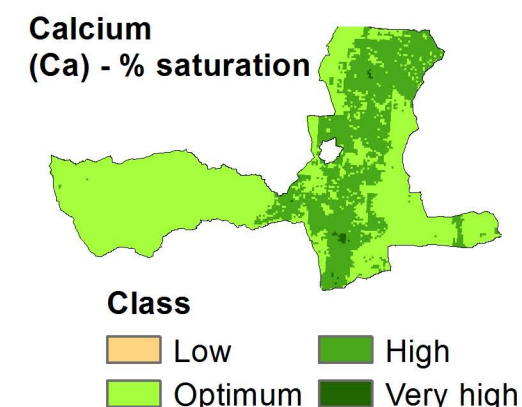 Calcium
(Ca) - % saturation
Class
Low
High
Optimum
Very high